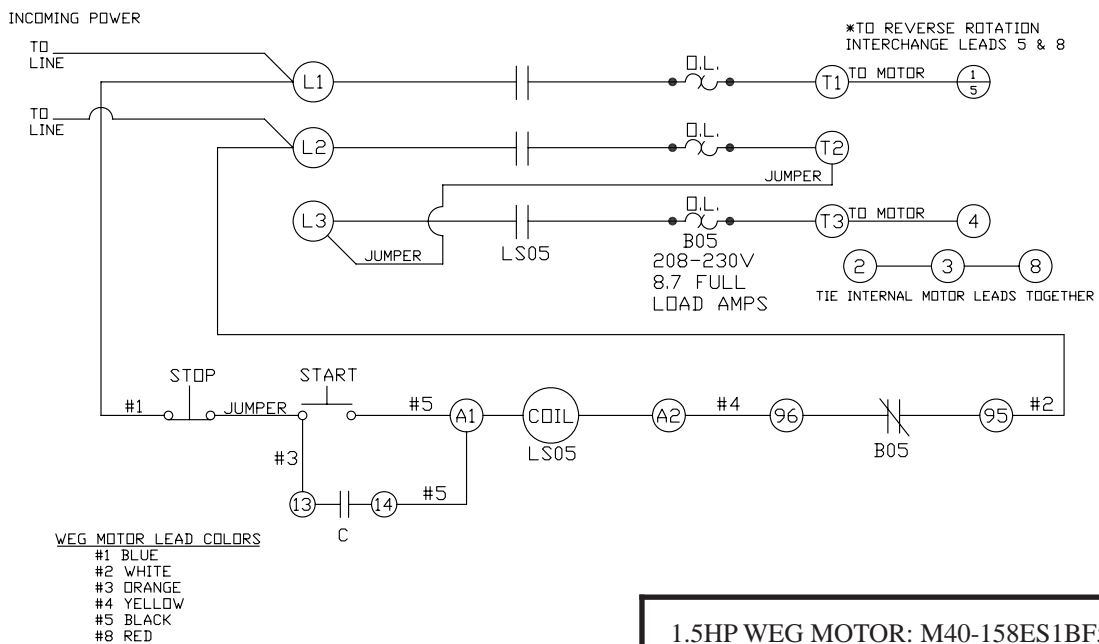 INCOMING POWER
*TO REVERSE ROTATION
INTERCHANGE LEADS 5 & 8
TO
LINE
L1
O.L.
T1
TO MOTOR
1
5
TO
LINE
L2
O.L.
T2
JUMPER
L3
JUMPER
LS05
O.L.
B05
208-230V
8.7 FULL
LOAD AMPS
T3
TO MOTOR
4
2
3
8
TIE INTERNAL MOTOR LEADS TOGETHER
STOP
START
#1
JUMPER
#5
A1
COIL
LS05
A2
#4
96
B05
95
#2
#3
13
14
#5
C
WEG MOTOR LEAD COLORS
#1 BLUE
#2 WHITE
#3 ORANGE
#4 YELLOW
#5 BLACK
#8 RED